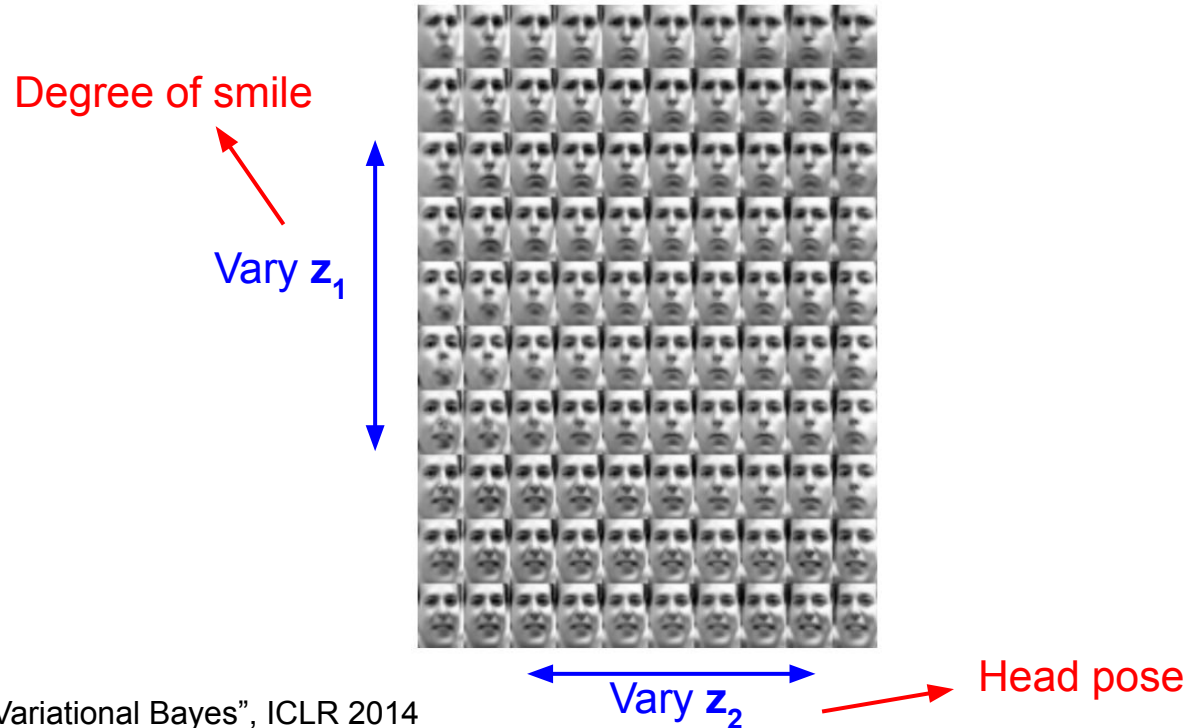 Degree of smile
Vary z₁
Vary z₂
Head pose
Variational Bayes”, ICLR 2014